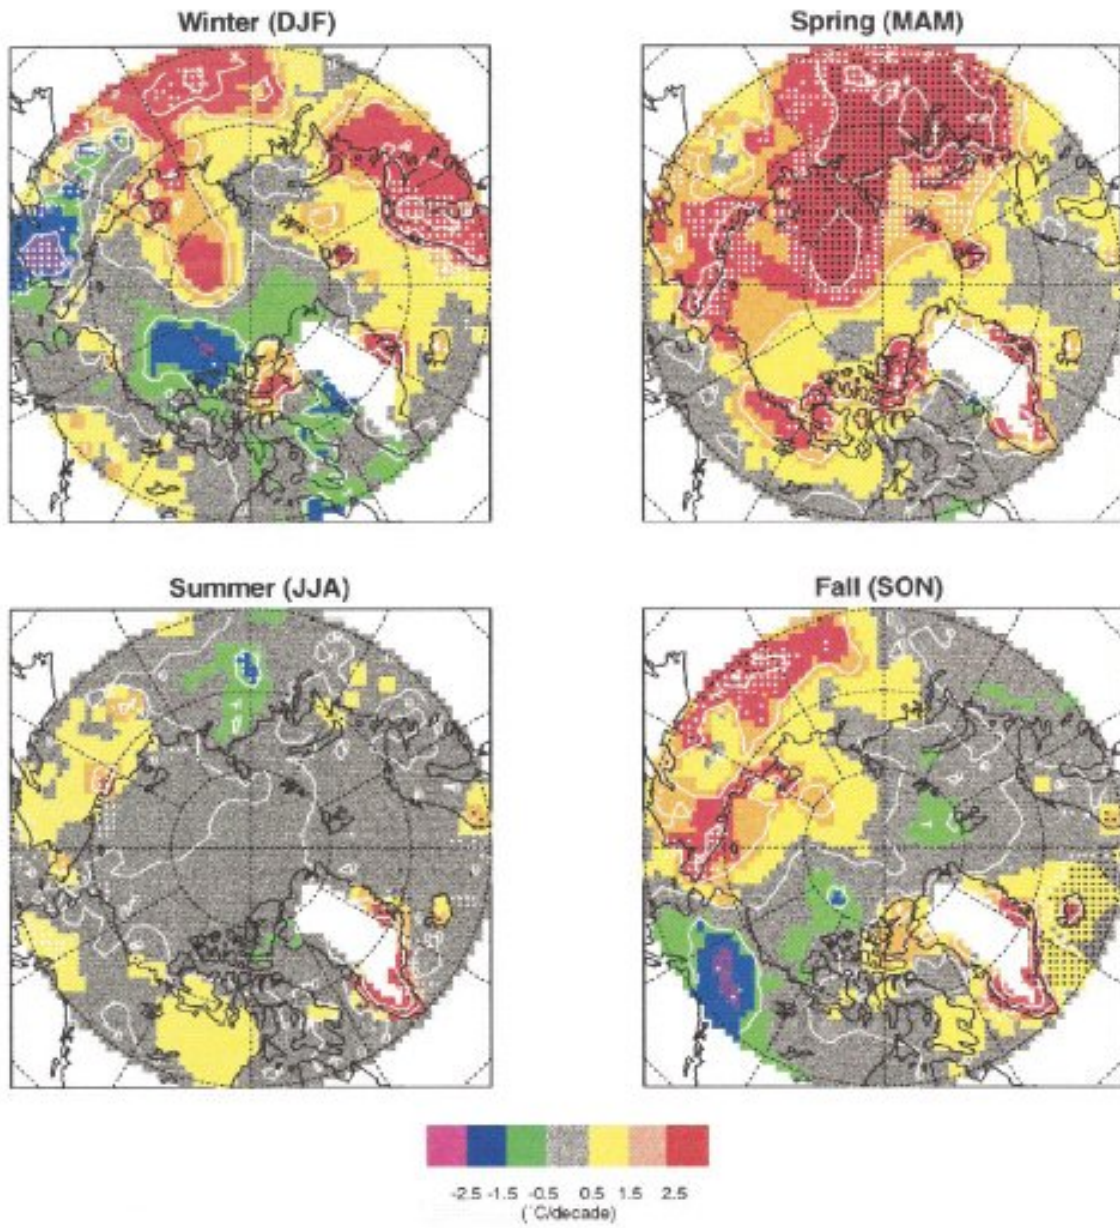 Winter (DJF)
Spring (MAM)
Summer (JJA)
Fall (SON)
-2.5 -1.5 -0.5 0.5 1.5 2.5
(°C/decade)